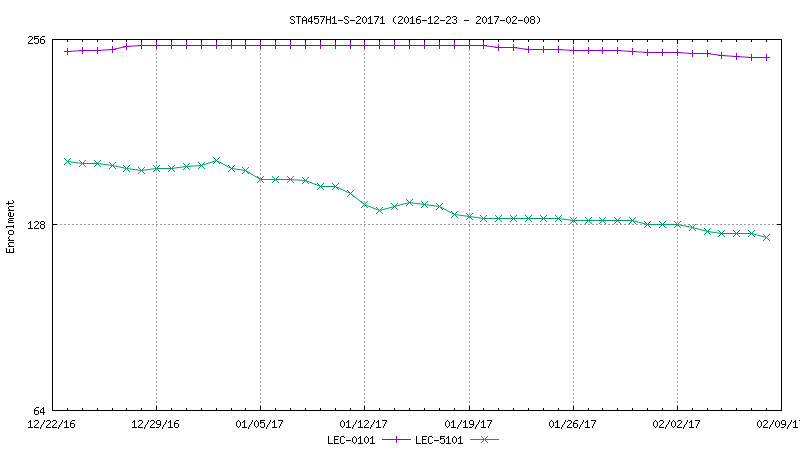 STA457H1-S-20171 (2016-12-23 - 2017-02-08)
256
128
64
Enrolment
12/22/16 12/29/16 01/05/17 01/12/17 01/19/17 01/26/17 02/02/17 02/09/17
LEC-0101 LEC-5101